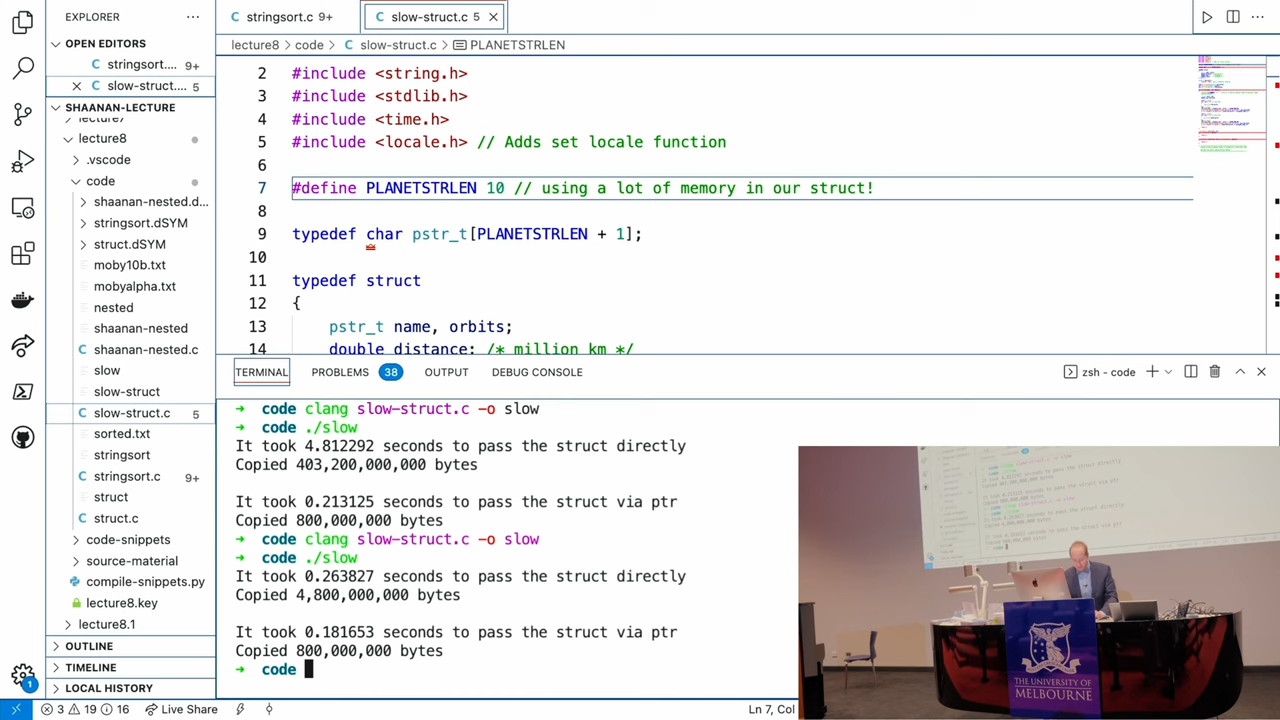 EXPLORER
OPEN EDITORS
stringsort.... 9+
slow-struct.... 5
SHAANAN-LECTURE
lecture7
lecture8
.vscode
code
shaanan-nested.d...
stringsort.dSYM
struct.dSYM
moby10b.txt
mobyalpha.txt
nested
shaanan-nested
shaanan-nested.c
slow
slow-struct
slow-struct.c 5
sorted.txt
stringsort
stringsort.c 9+
struct
struct.c
code-snippets
source-material
compile-snippets.py
lecture8.key
lecture8.1
OUTLINE
TIMELINE
LOCAL HISTORY
1
stringsort.c 9+
slow-struct.c 5
lecture8 > code > slow-struct.c > PLANETSTRLEN
2 #include <string.h>
3 #include <stdlib.h>
4 #include <time.h>
5 #include <locale.h> // Adds set locale function
6
7 #define PLANETSTRLEN 10 // using a lot of memory in our struct!
8
9 typedef char pstr_t[PLANETSTRLEN + 1];
10
11 typedef struct
12 {
13 pstr_t name, orbits;
14 double distance; /* million km */
TERMINAL PROBLEMS 38 OUTPUT DEBUG CONSOLE
zsh - code
→ code clang slow-struct.c -o slow
→ code ./slow
It took 4.812292 seconds to pass the struct directly
Copied 403,200,000,000 bytes
It took 0.213125 seconds to pass the struct via ptr
Copied 800,000,000 bytes
→ code clang slow-struct.c -o slow
→ code ./slow
It took 0.263827 seconds to pass the struct directly
Copied 4,800,000,000 bytes
It took 0.181653 seconds to pass the struct via ptr
Copied 800,000,000 bytes
→ code
THE UNIVERSITY OF
MELBOURNE
3 19 16 Live Share
Ln 7, Col